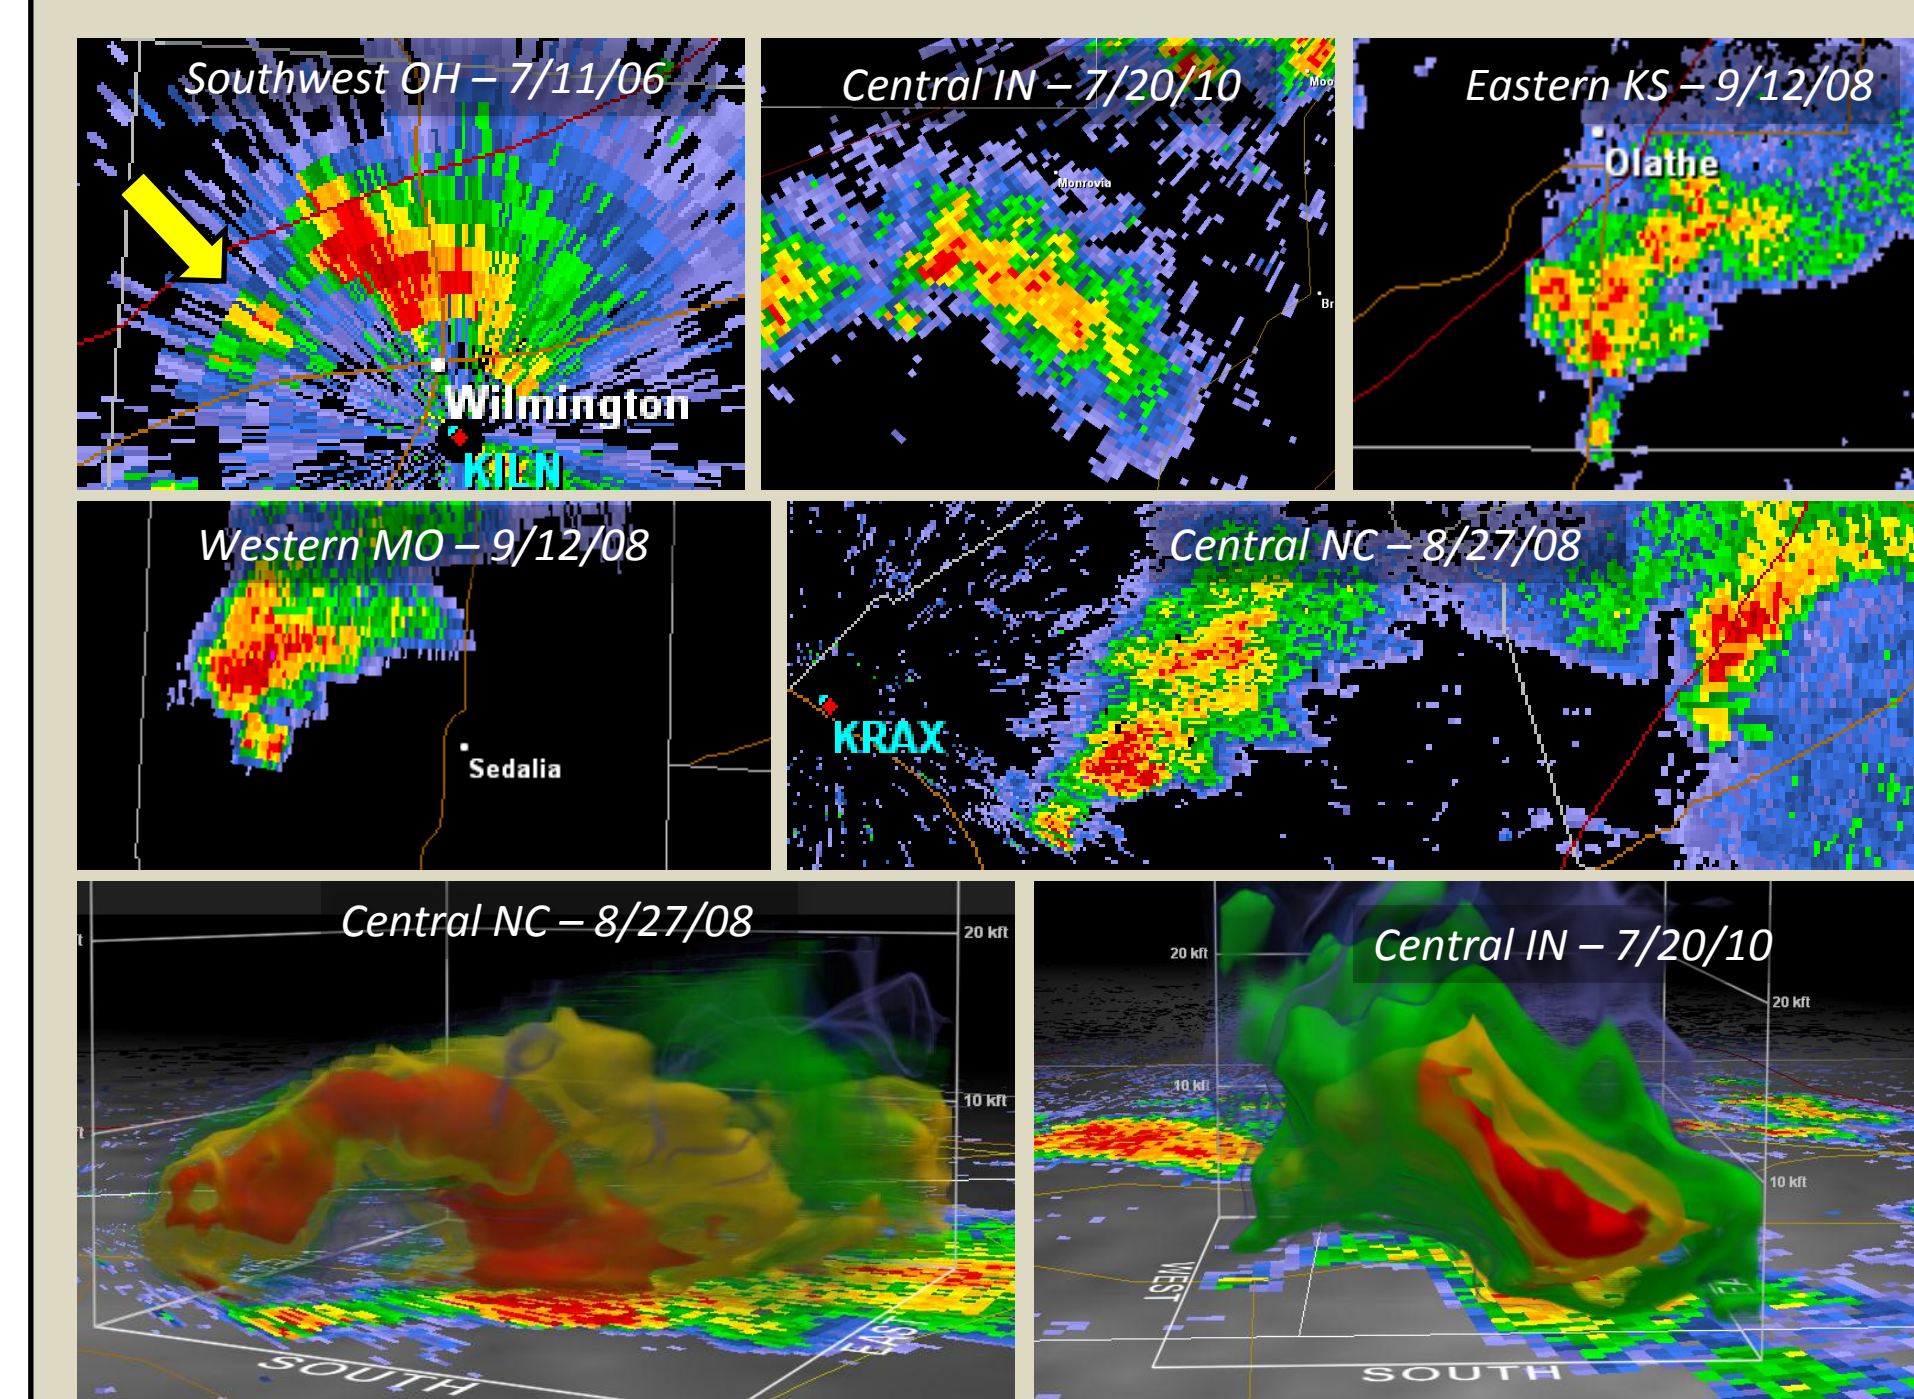 Southwest OH – 7/11/06
Wilmington
KILN
Central IN – 7/20/10
Monrovia
Moo
Br
Eastern KS – 9/12/08
Olathe
Western MO – 9/12/08
Sedalia
Central NC – 8/27/08
KRAX
Central NC – 8/27/08
20 kft
10 kft
SOUTH
EAST
Central IN – 7/20/10
20 kft
20 kft
10 kft
10 kft
WEST
SOUTH